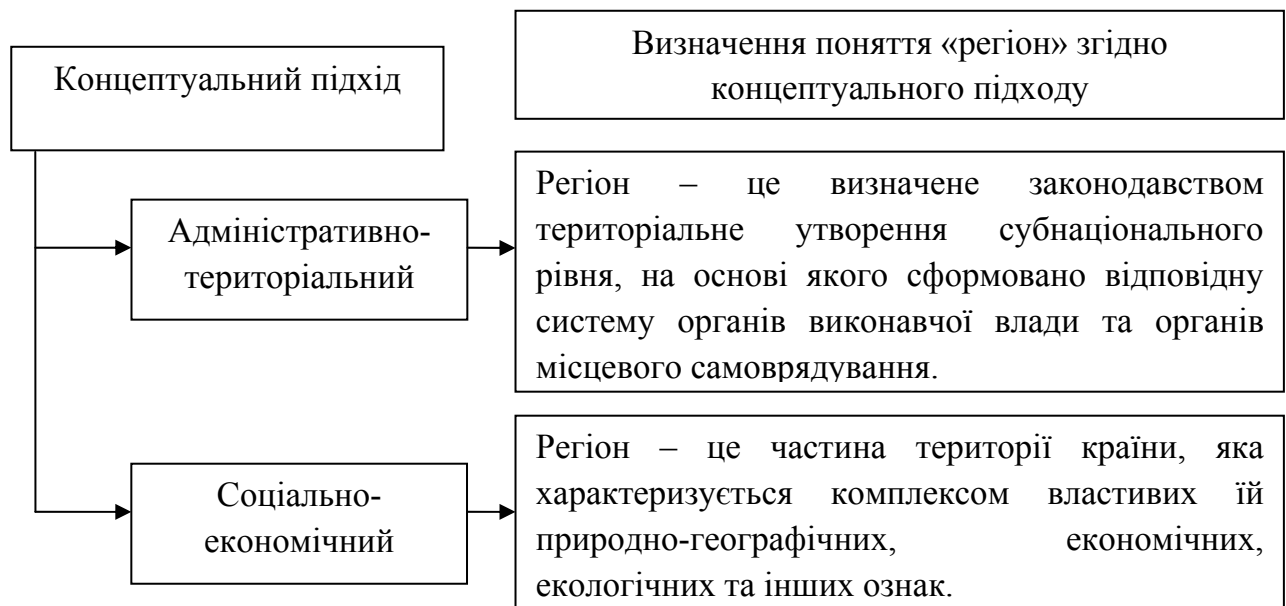 Концептуальний підхід
Визначення поняття «регіон» згідно
концептуального підходу
Адміністративно-
територіальний
Регіон – це визначене законодавством
територіальне утворення субнаціонального
рівня, на основі якого сформовано відповідну
систему органів виконавчої влади та органів
місцевого самоврядування.
Соціально-
економічний
Регіон – це частина території країни, яка
характеризується комплексом властивих їй
природно-географічних, економічних,
екологічних та інших ознак.